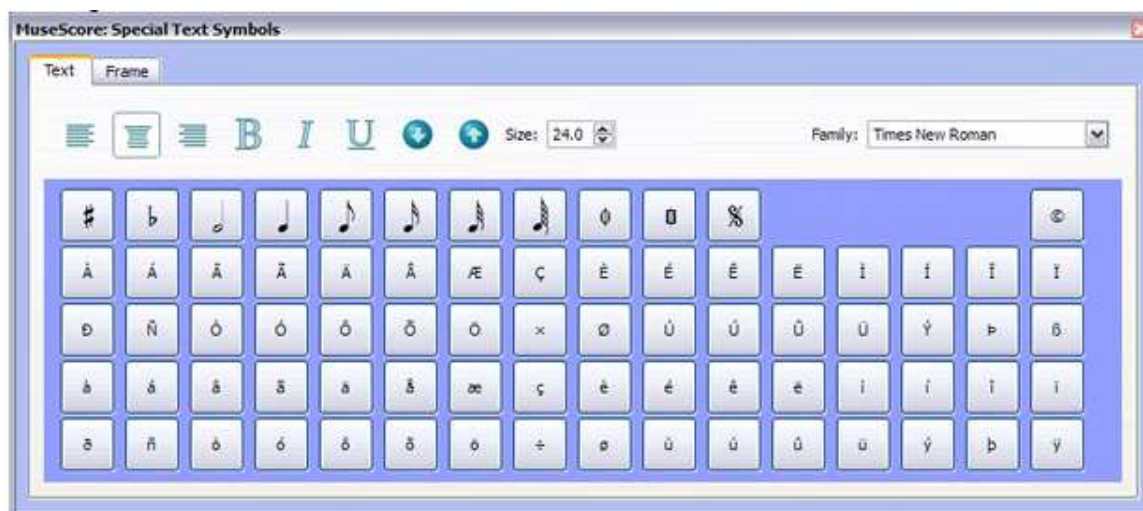 MuseScore: Special Text Symbols
Text Frame
B I U Size: 24.0 Family: Times New Roman
♯ ♭ 𝅗𝅥 ♩ ♪ 𝅘𝅥𝅯 𝅘𝅥𝅰 𝅘𝅥𝅱 𝄋 ©
À Á Â Ã Ä Å Æ Ç È É Ê Ë Ì Í Î Ï
Ð Ñ Ò Ó Ô Õ Ö × Ø Ù Ú Û Ü Ý Þ ß
à á â ã ä å æ ç è é ê ë ì í î ï
ð ñ ò ó ô õ ö ÷ ø ù ú û ü ý þ ÿ